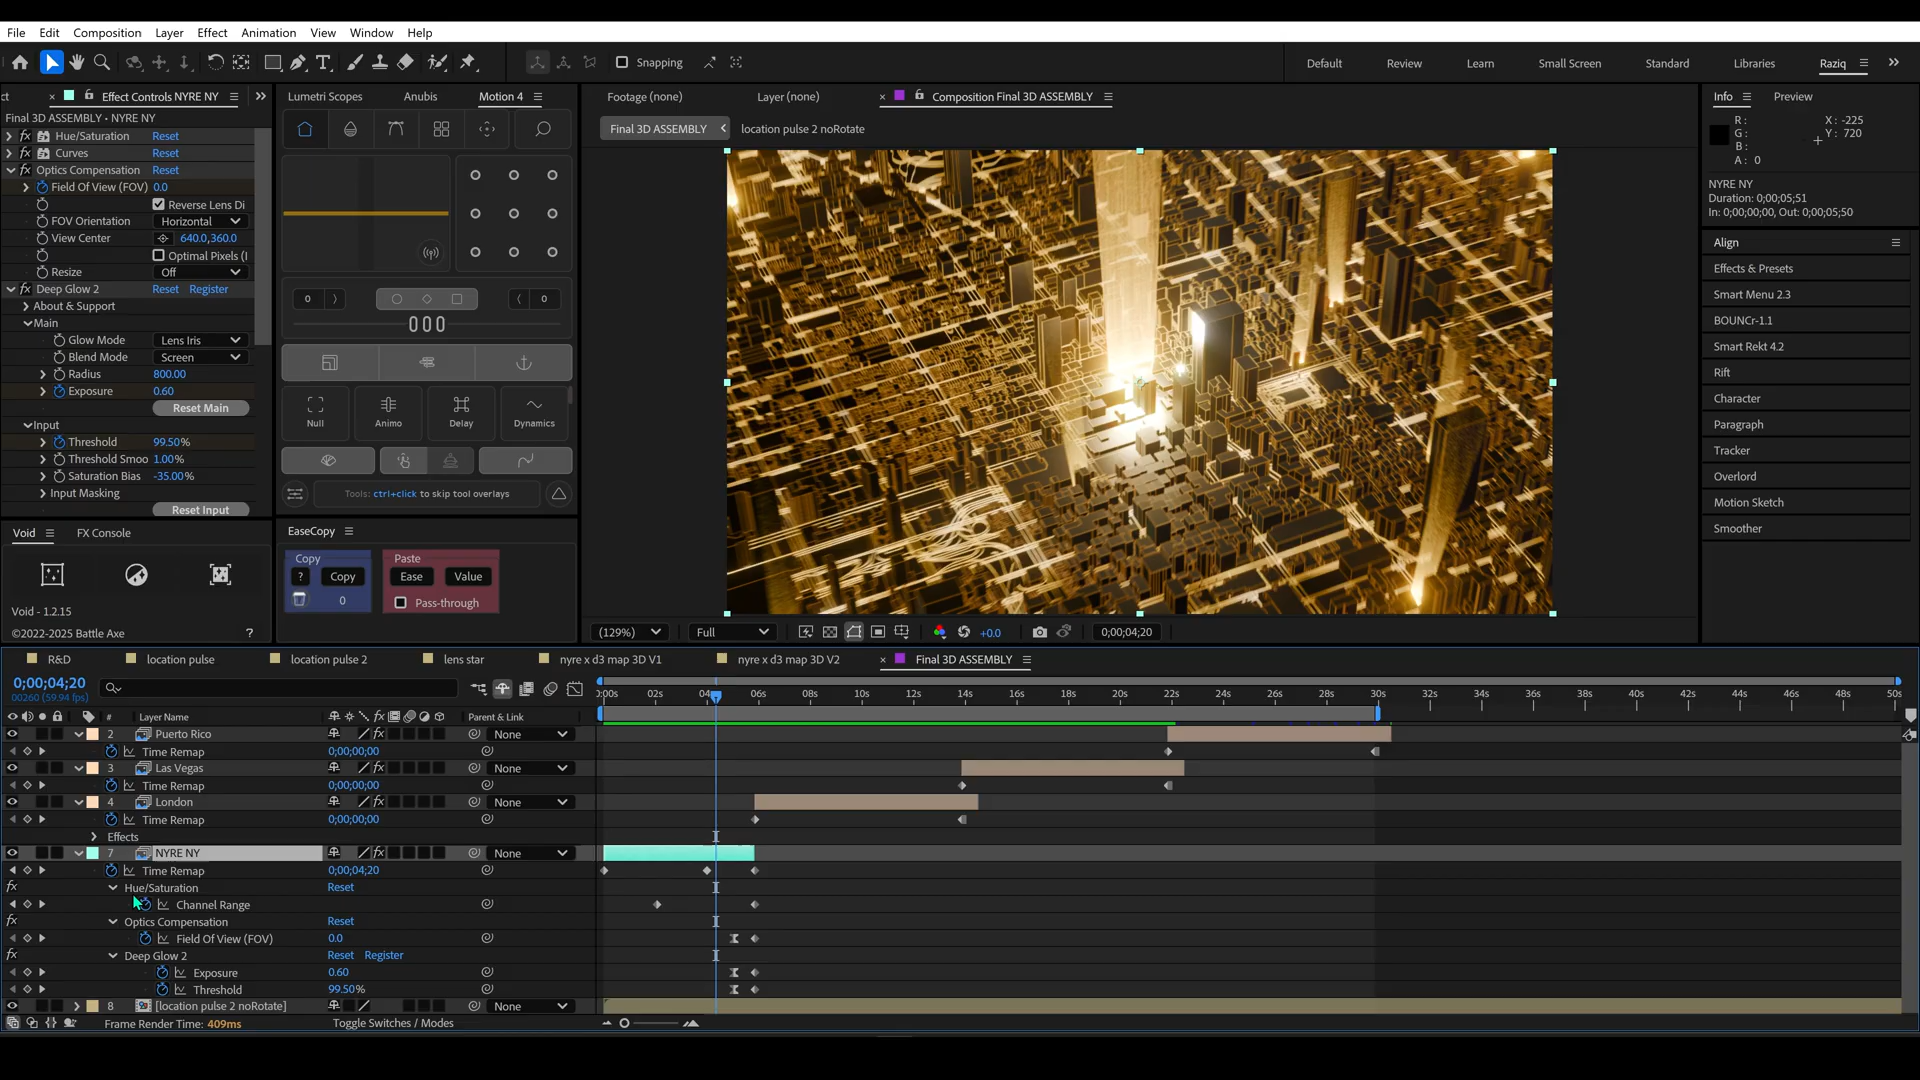 File Edit Composition Layer Effect Animation View Window Help
Snapping
Default Review Learn Small Screen Standard Libraries Raziq
Effect Controls NYRE NY
Final 3D ASSEMBLY • NYRE NY
Hue/Saturation Reset
Curves Reset
Optics Compensation Reset
Field Of View (FOV) 0.0
Reverse Lens Di
FOV Orientation Horizontal
View Center 640.0,360.0
Optimal Pixels (I
Resize Off
Deep Glow 2 Reset Register
About & Support
Main
Glow Mode Lens Iris
Blend Mode Screen
Radius 800.00
Exposure 0.60
Reset Main
Input
Threshold 99.50%
Threshold Smoo 1.00%
Saturation Bias -35.00%
Input Masking
Reset Input
Void FX Console
Void - 1.2.15
©2022-2025 Battle Axe ?
Lumetri Scopes Anubis Motion 4
0 0
000
Null Animo Delay Dynamics
Tools: ctrl+click to skip tool overlays
EaseCopy
Copy Paste
? Copy Ease Value
0 Pass-through
Footage (none) Layer (none) Composition Final 3D ASSEMBLY
Final 3D ASSEMBLY location pulse 2 noRotate
(129%) Full +0.0 0;00;04;20
Info Preview
R: X: -225
G: Y: 720
B:
A: 0
NYRE NY
Duration: 0;00;05;51
In: 0;00;00;00, Out: 0;00;05;50
Align
Effects & Presets
Smart Menu 2.3
BOUNCr-1.1
Smart Rekt 4.2
Rift
Character
Paragraph
Tracker
Overlord
Motion Sketch
Smoother
R&D location pulse location pulse 2 lens star nyre x d3 map 3D V1 nyre x d3 map 3D V2 Final 3D ASSEMBLY
0;00;04;20
00260 (59.94 fps)
0:00s 02s 04 06s 08s 10s 12s 14s 16s 18s 20s 22s 24s 26s 28s 30s 32s 34s 36s 38s 40s 42s 44s 46s 48s 50s
# Layer Name fx Parent & Link
2 Puerto Rico None
Time Remap 0;00;00;00
3 Las Vegas None
Time Remap 0;00;00;00
4 London None
Time Remap 0;00;00;00
Effects
7 NYRE NY None
Time Remap 0;00;04;20
Hue/Saturation Reset
Channel Range
Optics Compensation Reset
Field Of View (FOV) 0.0
Deep Glow 2 Reset Register
Exposure 0.60
Threshold 99.50%
8 [location pulse 2 noRotate] None
Frame Render Time: 409ms Toggle Switches / Modes